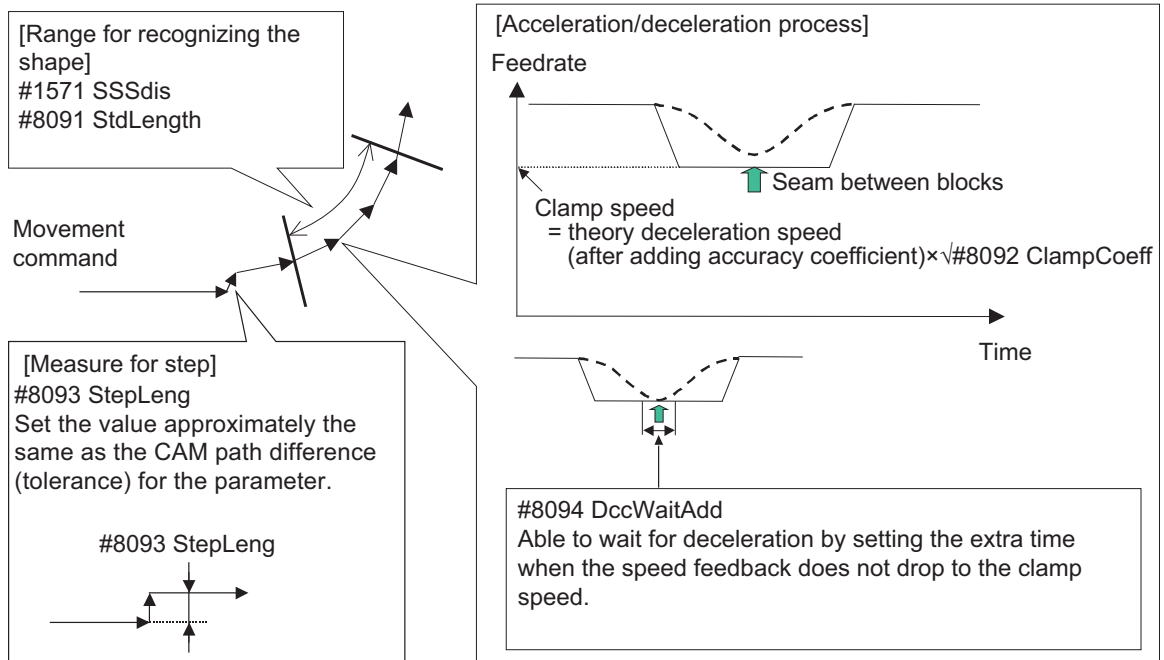 [Range for recognizing the
shape]
#1571 SSSdis
#8091 StdLength
Movement
command
[Measure for step]
#8093 StepLeng
Set the value approximately the
same as the CAM path difference
(tolerance) for the parameter.
#8093 StepLeng
[Acceleration/deceleration process]
Feedrate
Seam between blocks
Clamp speed
= theory deceleration speed
(after adding accuracy coefficient)×√#8092 ClampCoeff
Time
#8094 DccWaitAdd
Able to wait for deceleration by setting the extra time
when the speed feedback does not drop to the clamp
speed.